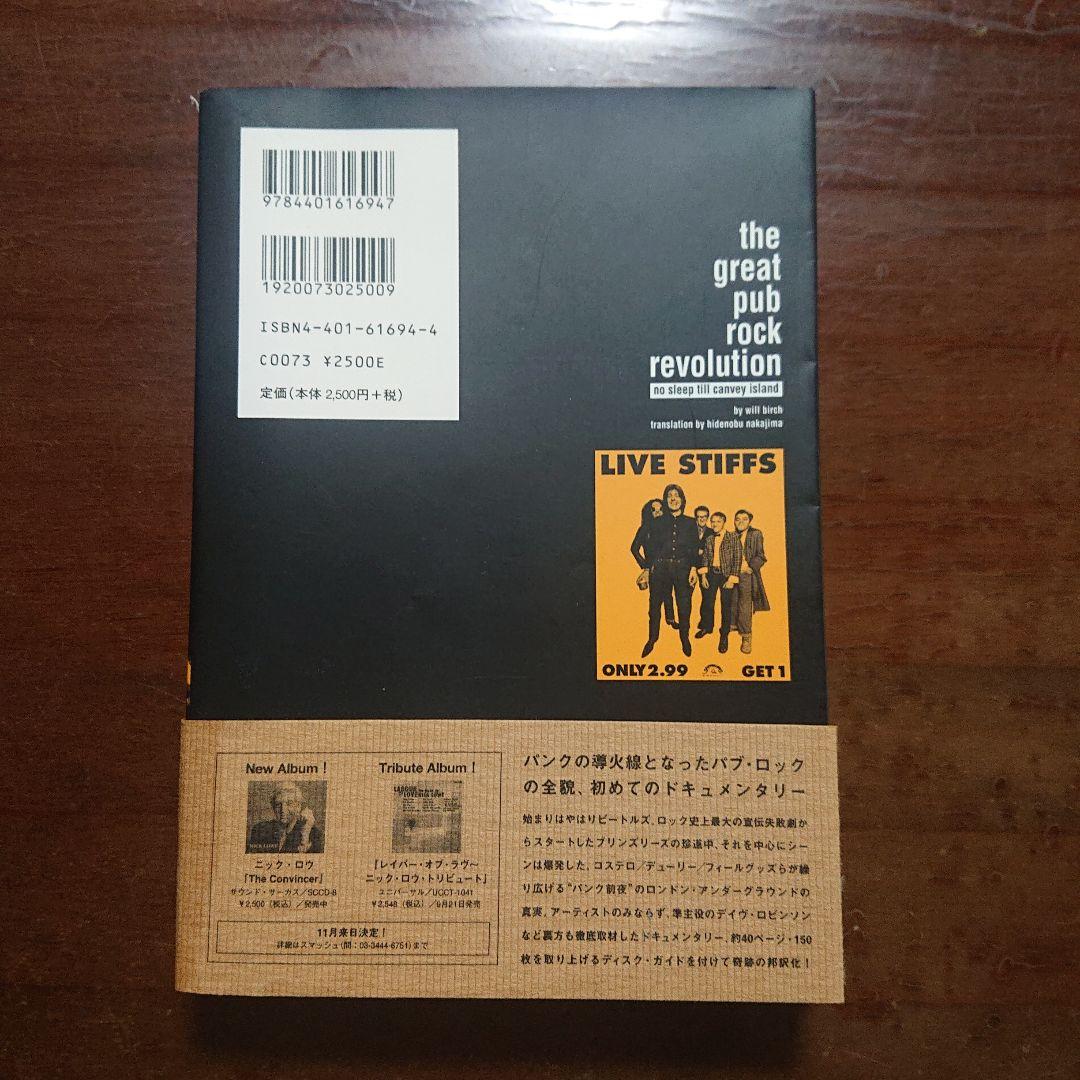 9784401616947
1920073025009
ISBN4-401-61694-4
C0073 ¥2500E
定価(本体 2,500円+税)
the
great
pub
rock
revolution
no sleep till canvey island
by will birch
translation by hidenobu nakajima
LIVE STIFFS
ONLY 2.99
GET 1
New Album!
NICK LOWE
ニック・ロウ
「The Convincer」
サウンド・サーカス/SCCD-8
¥2,500(税込)/発売中
Tribute Album!
LABOUR
LOVE
「レイバー・オブ・ラヴ〜
ニック・ロウ・トリビュート」
ユニバーサル/UCCT-1041
¥2,548(税込)/9月21日発売
11月来日決定!
詳細はスマッシュ(問:03-3444-6751)まで
パンクの導火線となったパブ・ロック
の全貌、初めてのドキュメンタリー
始まりはやはりビートルズ。ロック史上最大の宣伝失敗劇か
らスタートしたブリンズリーズの珍道中、それを中心にシー
ンは爆発した。コステロ/デューリー/フィールグッズらが繰
り広げる“パンク前夜”のロンドン・アンダーグラウンドの
真実。アーティストのみならず、準主役のデイヴ・ロビンソン
など裏方も徹底取材したドキュメンタリー。約40ページ・150
枚を取り上げるディスク・ガイドを付けて奇跡の邦訳化!